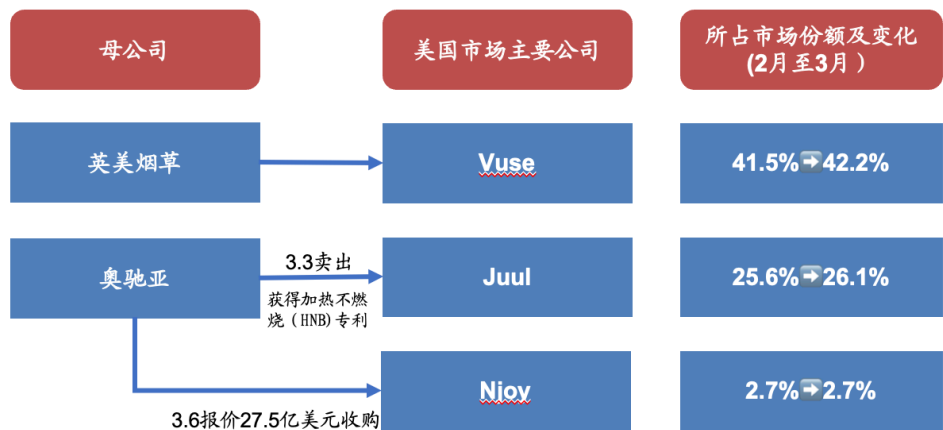 母公司
美国市场主要公司
所占市场份额及变化
(2月至3月）
英美烟草
Vuse
41.5%➡️42.2%
奥驰亚
3.3卖出
获得加热不燃
烧（HNB)专利
Juul
25.6%➡️26.1%
3.6报价27.5亿美元收购
Njoy
2.7%➡️2.7%